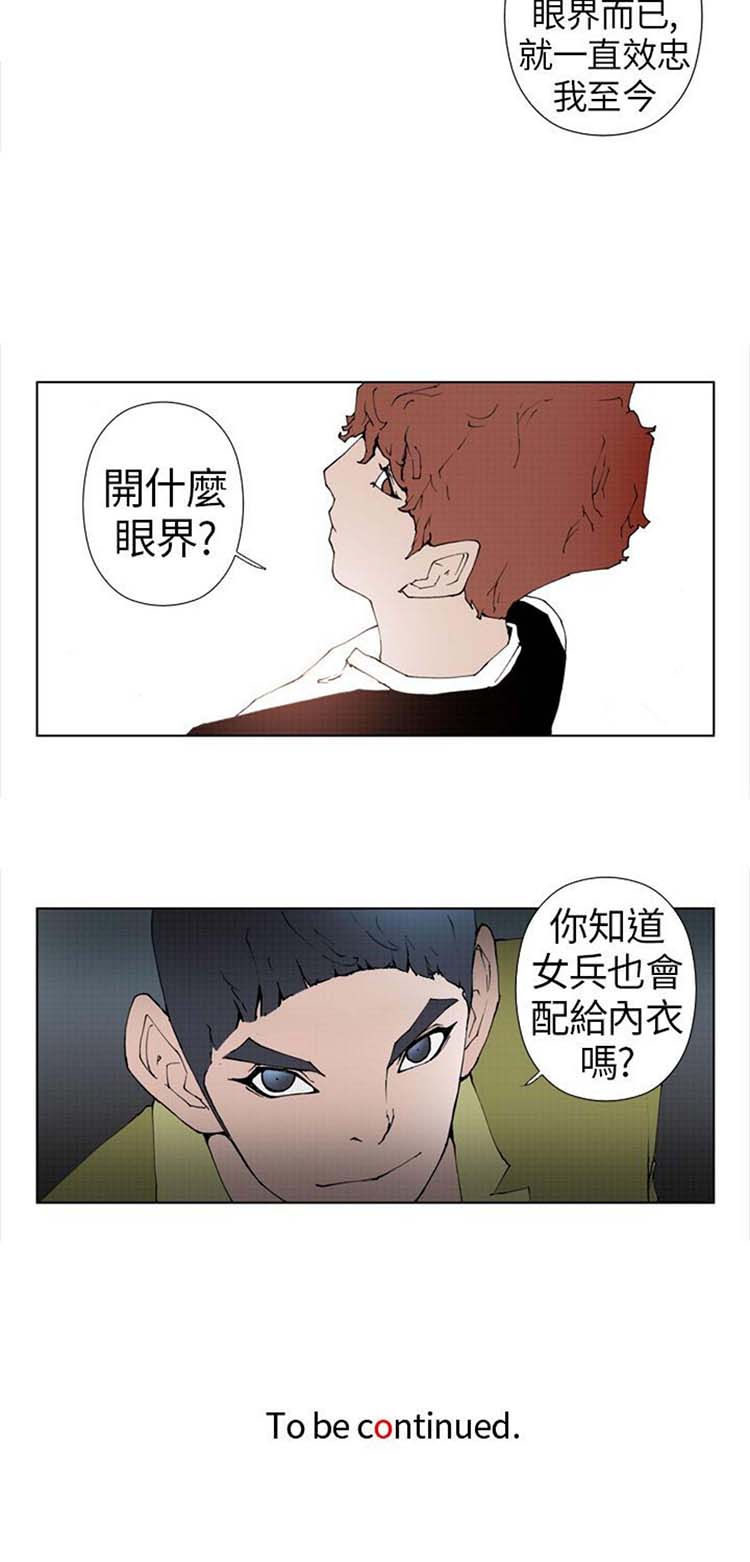 眼界而已,
就一直效忠
我至今
開什麼
眼界?
你知道
女兵也會
配給內衣
嗎?
To be continued.